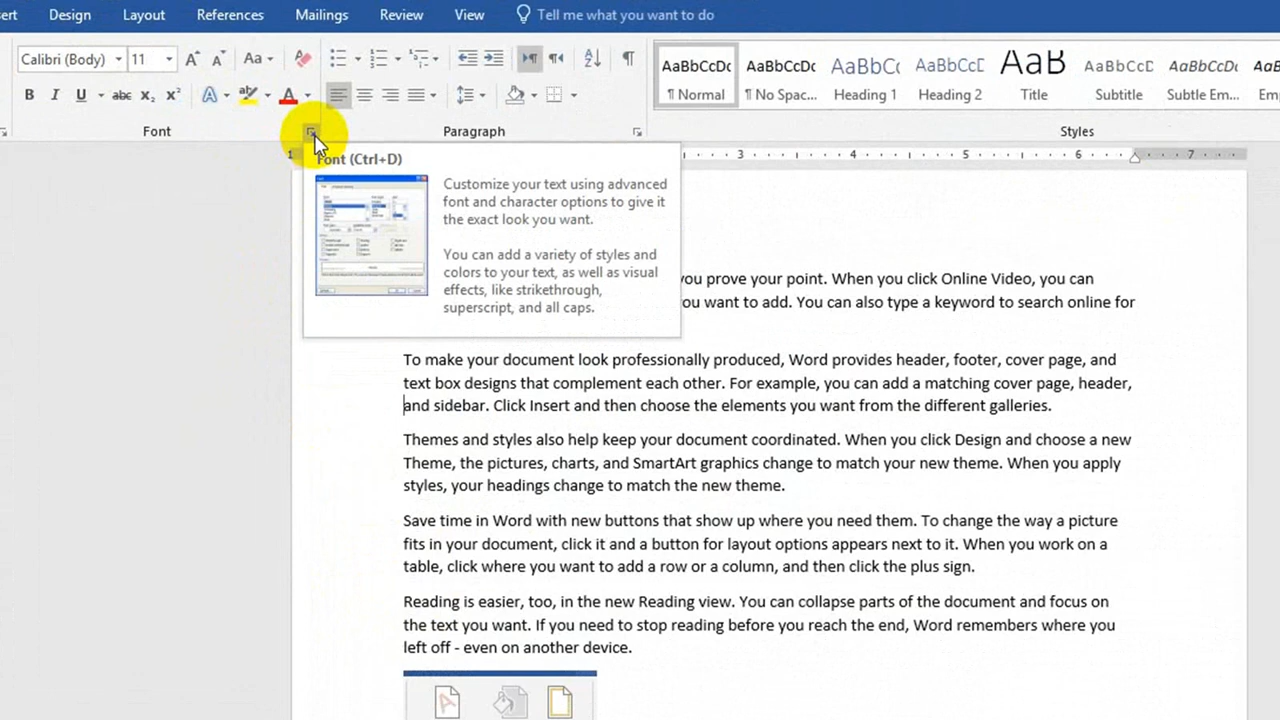 ert Design Layout References Mailings Review View Tell me what you want to do
Calibri (Body) 11 Aa
B I U abc X₂ X² A aby A
AaBbCcDc AaBbCcDc AaBbCc AaBbCcD AaB AaBbCcD AaBbCcDc AaBb
¶ Normal ¶ No Spac... Heading 1 Heading 2 Title Subtitle Subtle Em... Emp
Font Paragraph Styles
1 3 4 5 6 7
Font (Ctrl+D)
Customize your text using advanced
font and character options to give it
the exact look you want.
You can add a variety of styles and
colors to your text, as well as visual
effects, like strikethrough,
superscript, and all caps.
you prove your point. When you click Online Video, you can
you want to add. You can also type a keyword to search online for
To make your document look professionally produced, Word provides header, footer, cover page, and
text box designs that complement each other. For example, you can add a matching cover page, header,
and sidebar. Click Insert and then choose the elements you want from the different galleries.
Themes and styles also help keep your document coordinated. When you click Design and choose a new
Theme, the pictures, charts, and SmartArt graphics change to match your new theme. When you apply
styles, your headings change to match the new theme.
Save time in Word with new buttons that show up where you need them. To change the way a picture
fits in your document, click it and a button for layout options appears next to it. When you work on a
table, click where you want to add a row or a column, and then click the plus sign.
Reading is easier, too, in the new Reading view. You can collapse parts of the document and focus on
the text you want. If you need to stop reading before you reach the end, Word remembers where you
left off - even on another device.